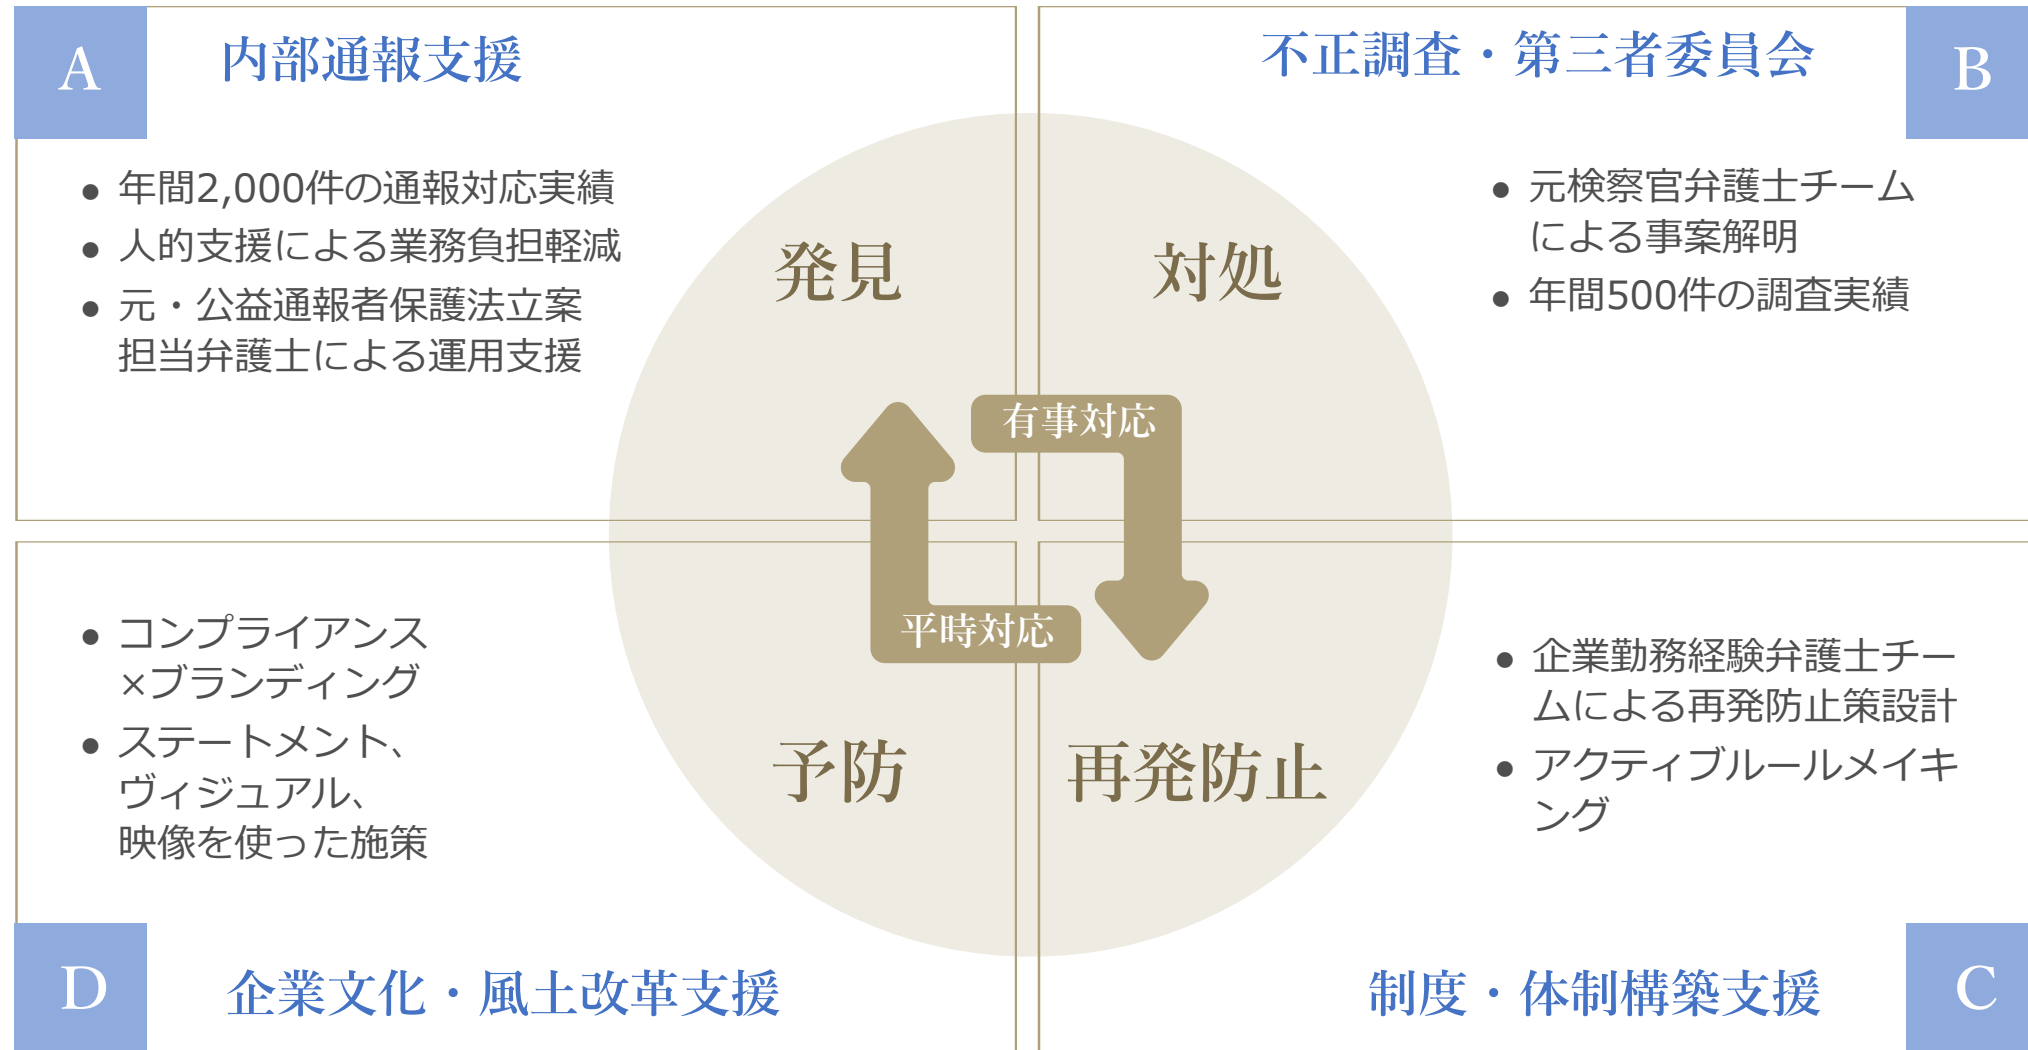 A
内部通報支援
● 年間2,000件の通報対応実績
● 人的支援による業務負担軽減
● 元・公益通報者保護法立案
担当弁護士による運用支援
発見
不正調査・第三者委員会
B
● 元検察官弁護士チーム
による事案解明
● 年間500件の調査実績
対処
有事対応
平時対応
● コンプライアンス
×ブランディング
● ステートメント、
ヴィジュアル、
映像を使った施策
予防
D
企業文化・風土改革支援
再発防止
● 企業勤務経験弁護士チー
ムによる再発防止策設計
● アクティブルールメイキ
ング
制度・体制構築支援
C